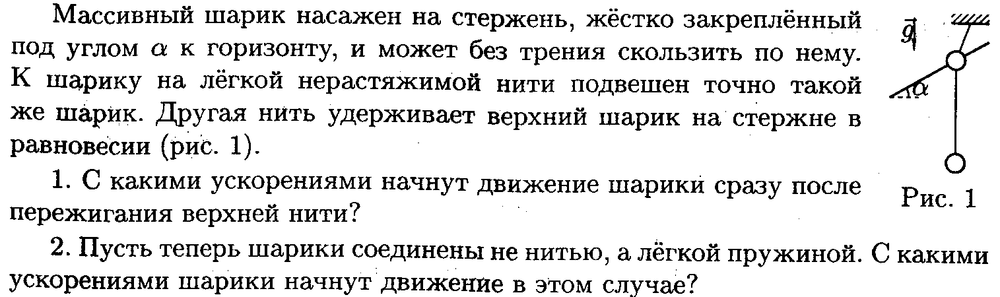 Массивный шарик насажен на стержень, жёстко закреплённый
под углом α к горизонту, и может без трения скользить по нему.
К шарику на лёгкой нерастяжимой нити подвешен точно такой
же шарик. Другая нить удерживает верхний шарик на стержне в
равновесии (рис. 1).
1. С какими ускорениями начнут движение шарики сразу после
пережигания верхней нити?
2. Пусть теперь шарики соединены не нитью, а лёгкой пружиной. С какими
ускорениями шарики начнут движение в этом случае?
g
α
Рис. 1